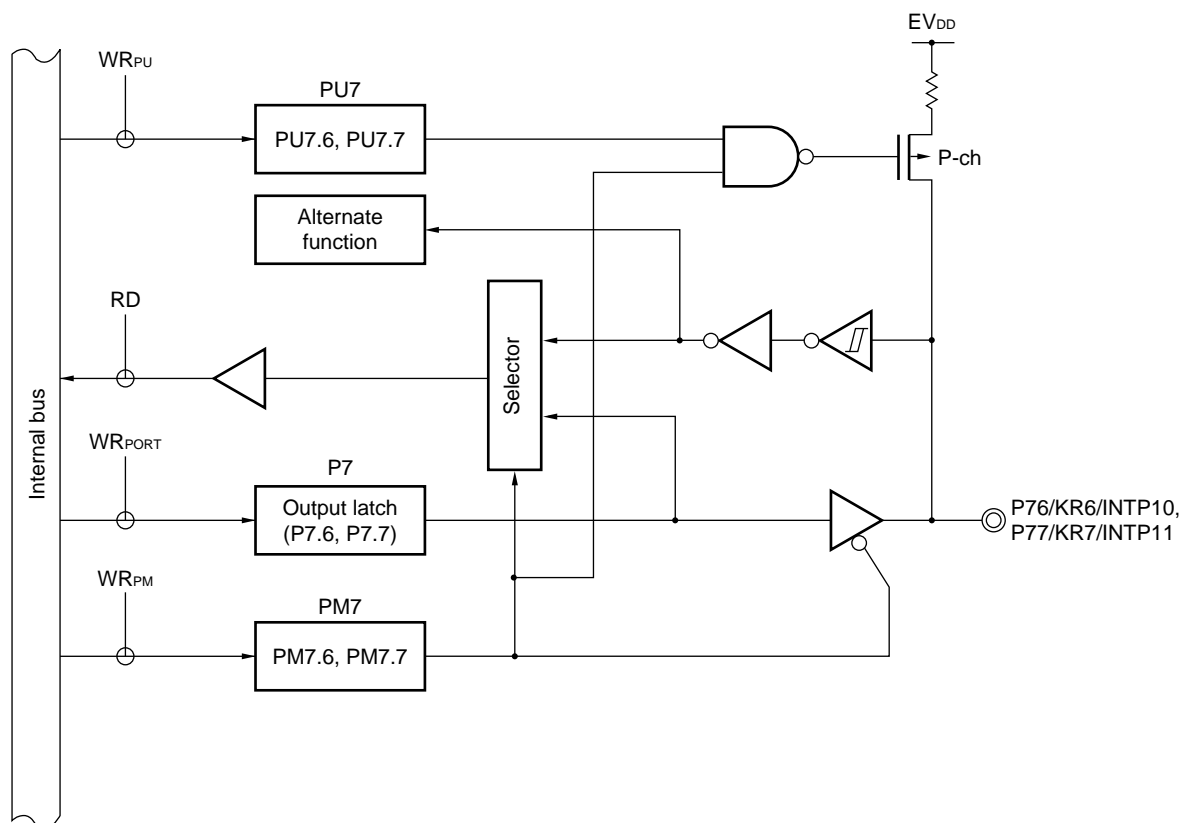 EVDD
WRPU
PU7
PU7.6, PU7.7
P-ch
Alternate
function
RD
Selector
Internal bus
WRPORT
P7
Output latch
(P7.6, P7.7)
P76/KR6/INTP10,
P77/KR7/INTP11
WRPM
PM7
PM7.6, PM7.7